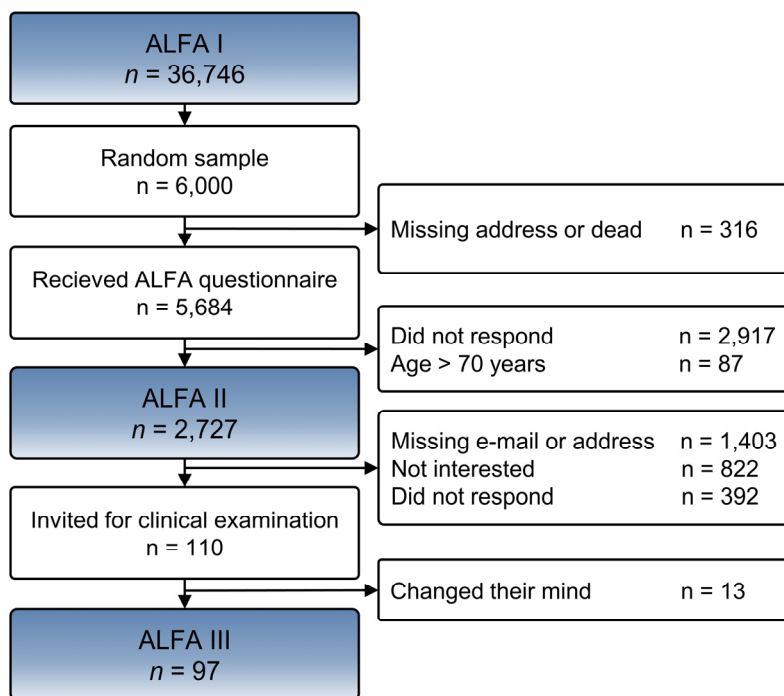 ALFA I
n = 36,746
Random sample
n = 6,000
Missing address or dead n = 316
Recieved ALFA questionnaire
n = 5,684
Did not respond n = 2,917
Age > 70 years n = 87
ALFA II
n = 2,727
Missing e-mail or address n = 1,403
Not interested n = 822
Did not respond n = 392
Invited for clinical examination
n = 110
Changed their mind n = 13
ALFA III
n = 97